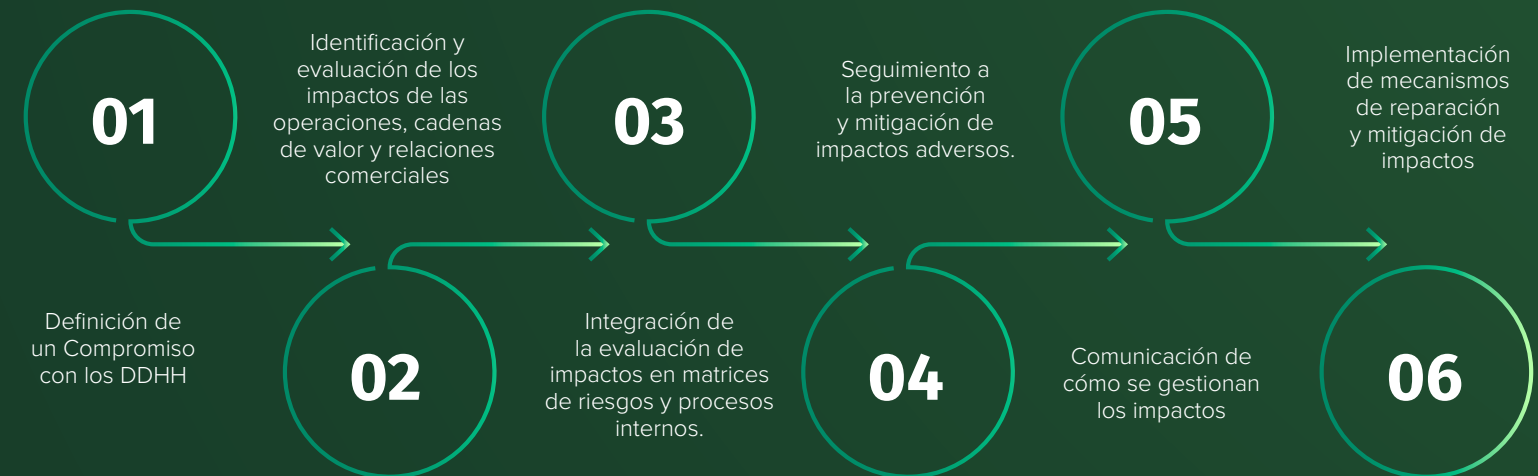 01
Definición de
un Compromiso
con los DDHH
Identificación y
evaluación de los
impactos de las
operaciones, cadenas
de valor y relaciones
comerciales
02
03
Integración de
la evaluación de
impactos en matrices
de riesgos y procesos
internos.
Seguimiento a
la prevención
y mitigación de
impactos adversos.
04
05
Comunicación de
cómo se gestionan
los impactos
Implementación
de mecanismos
de reparación
y mitigación de
impactos
06